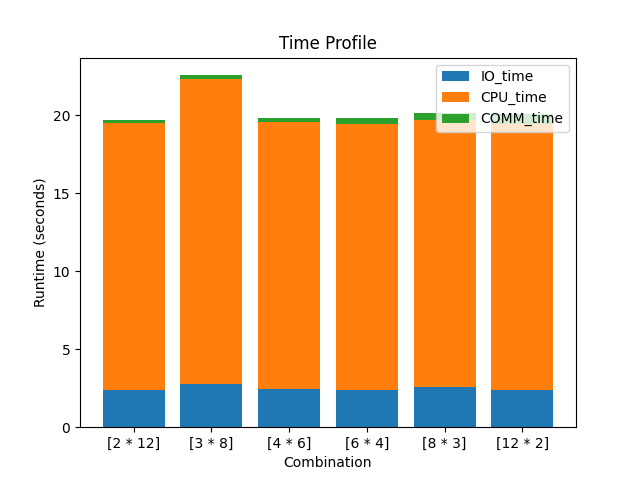 Time Profile
IO_time
CPU_time
COMM_time
20
15
10
5
0
Runtime (seconds)
[2 * 12] [3 * 8] [4 * 6] [6 * 4] [8 * 3] [12 * 2]
Combination